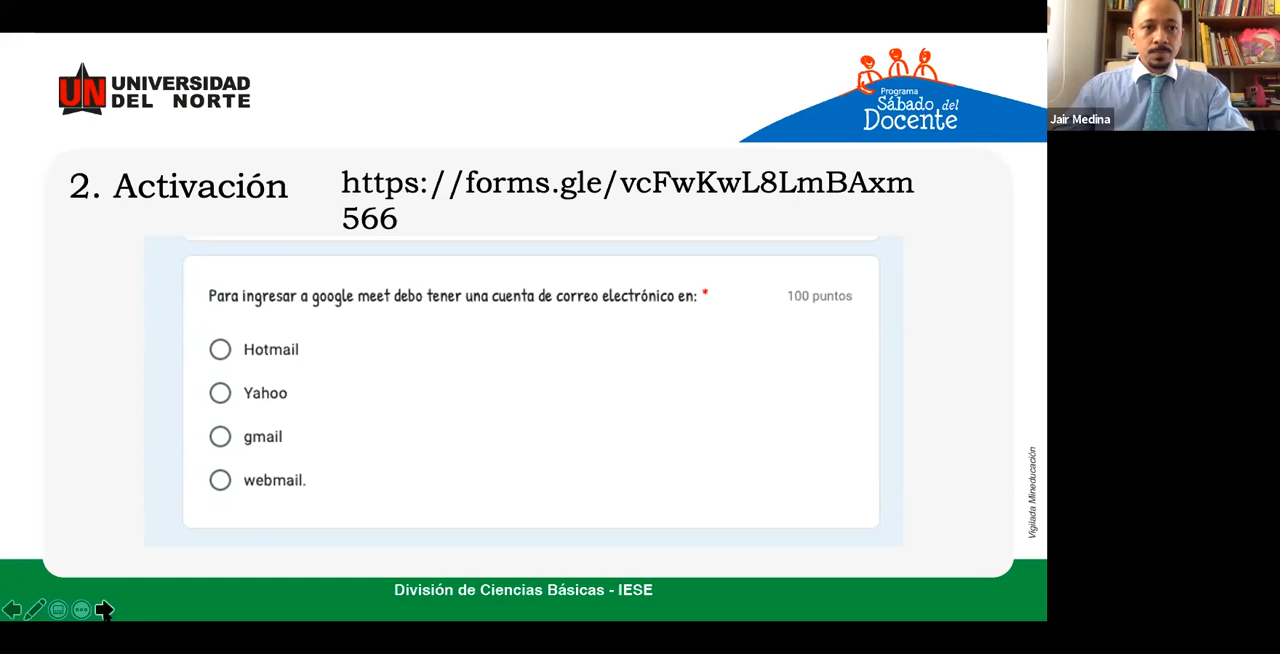 UN UNIVERSIDAD
DEL NORTE
Programa
Sábado del
Docente
Jair Medina
2. Activación
https://forms.gle/vcFwKwL8LmBAxm
566
Para ingresar a google meet debo tener una cuenta de correo electrónico en: *
100 puntos
Hotmail
Yahoo
gmail
webmail.
Vigilada Mineducación
División de Ciencias Básicas - IESE